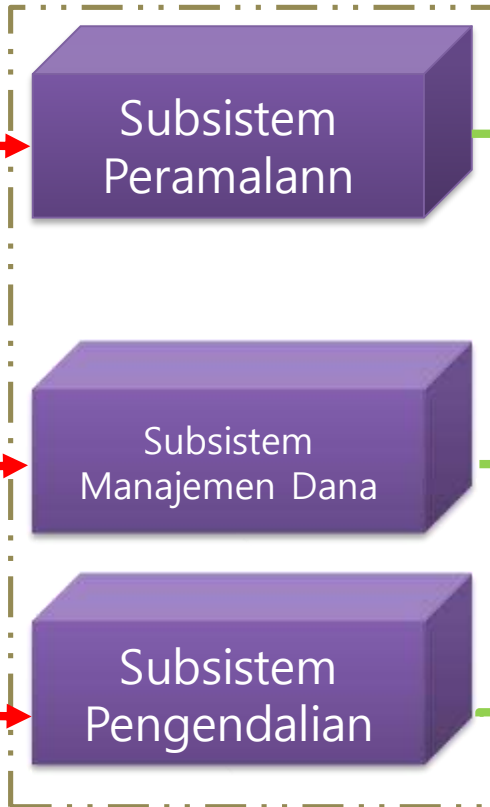 Subsistem
Peramalann
Subsistem
Manajemen Dana
Subsistem
Pengendalian